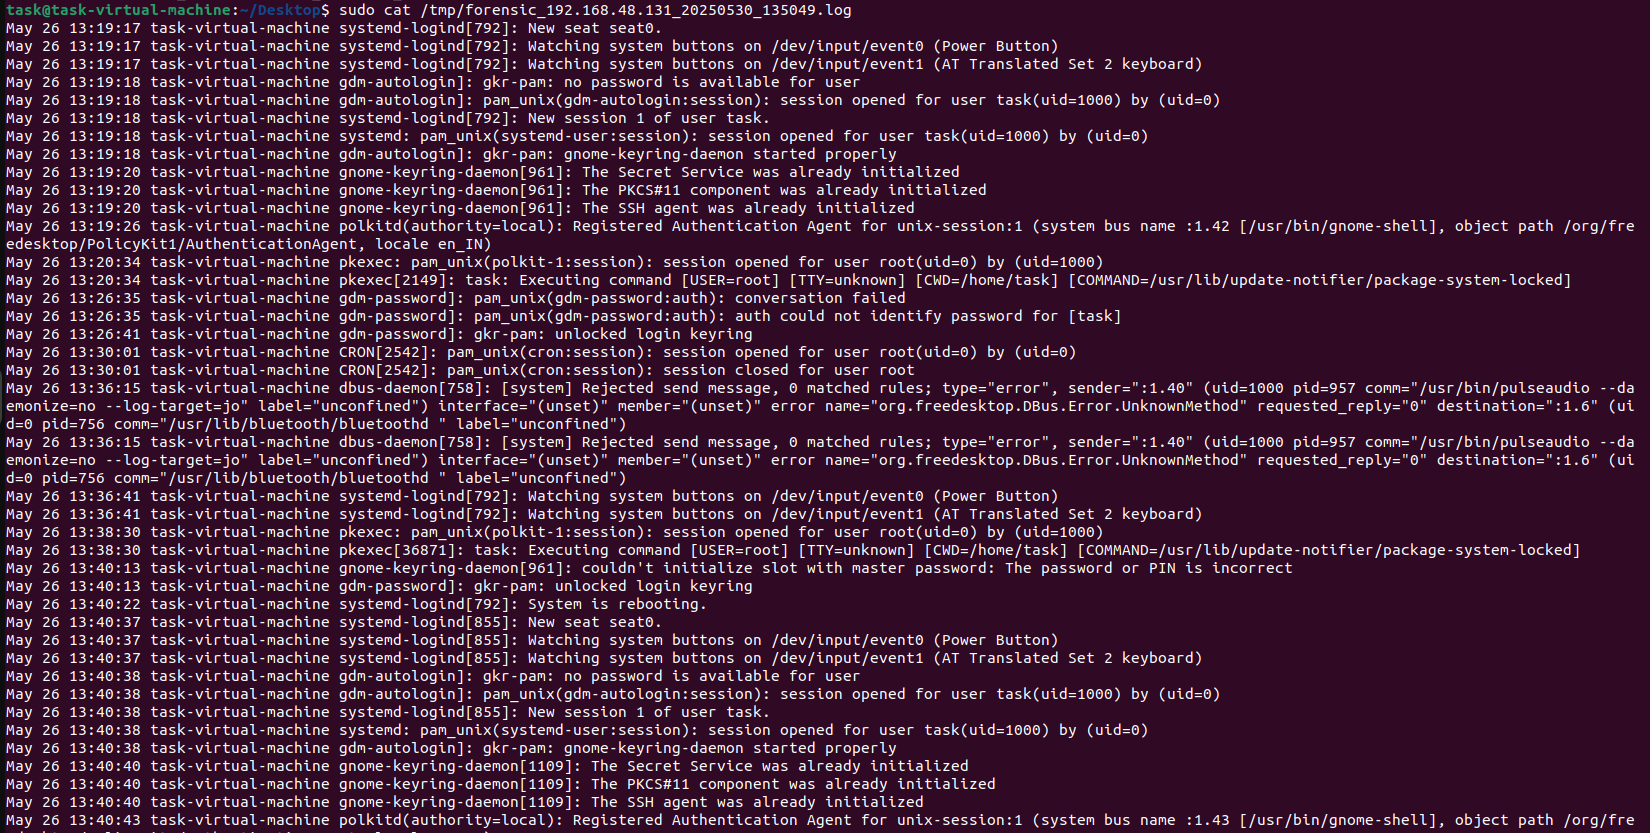 task@task-virtual-machine:~/Desktop$ sudo cat /tmp/forensic_192.168.48.131_20250530_135049.log
May 26 13:19:17 task-virtual-machine systemd-logind[792]: New seat seat0.
May 26 13:19:17 task-virtual-machine systemd-logind[792]: Watching system buttons on /dev/input/event0 (Power Button)
May 26 13:19:17 task-virtual-machine systemd-logind[792]: Watching system buttons on /dev/input/event1 (AT Translated Set 2 keyboard)
May 26 13:19:18 task-virtual-machine gdm-autologin]: gkr-pam: no password is available for user
May 26 13:19:18 task-virtual-machine gdm-autologin]: pam_unix(gdm-autologin:session): session opened for user task(uid=1000) by (uid=0)
May 26 13:19:18 task-virtual-machine systemd-logind[792]: New session 1 of user task.
May 26 13:19:18 task-virtual-machine systemd: pam_unix(systemd-user:session): session opened for user task(uid=1000) by (uid=0)
May 26 13:19:18 task-virtual-machine gdm-autologin]: gkr-pam: gnome-keyring-daemon started properly
May 26 13:19:20 task-virtual-machine gnome-keyring-daemon[961]: The Secret Service was already initialized
May 26 13:19:20 task-virtual-machine gnome-keyring-daemon[961]: The PKCS#11 component was already initialized
May 26 13:19:20 task-virtual-machine gnome-keyring-daemon[961]: The SSH agent was already initialized
May 26 13:19:26 task-virtual-machine polkitd(authority=local): Registered Authentication Agent for unix-session:1 (system bus name :1.42 [/usr/bin/gnome-shell], object path /org/fre
edesktop/PolicyKit1/AuthenticationAgent, locale en_IN)
May 26 13:20:34 task-virtual-machine pkexec: pam_unix(polkit-1:session): session opened for user root(uid=0) by (uid=1000)
May 26 13:20:34 task-virtual-machine pkexec[2149]: task: Executing command [USER=root] [TTY=unknown] [CWD=/home/task] [COMMAND=/usr/lib/update-notifier/package-system-locked]
May 26 13:26:35 task-virtual-machine gdm-password]: pam_unix(gdm-password:auth): conversation failed
May 26 13:26:35 task-virtual-machine gdm-password]: pam_unix(gdm-password:auth): auth could not identify password for [task]
May 26 13:26:41 task-virtual-machine gdm-password]: gkr-pam: unlocked login keyring
May 26 13:30:01 task-virtual-machine CRON[2542]: pam_unix(cron:session): session opened for user root(uid=0) by (uid=0)
May 26 13:30:01 task-virtual-machine CRON[2542]: pam_unix(cron:session): session closed for user root
May 26 13:36:15 task-virtual-machine dbus-daemon[758]: [system] Rejected send message, 0 matched rules; type="error", sender=":1.40" (uid=1000 pid=957 comm="/usr/bin/pulseaudio --da
emonize=no --log-target=jo" label="unconfined") interface="(unset)" member="(unset)" error name="org.freedesktop.DBus.Error.UnknownMethod" requested_reply="0" destination=":1.6" (ui
d=0 pid=756 comm="/usr/lib/bluetooth/bluetoothd " label="unconfined")
May 26 13:36:15 task-virtual-machine dbus-daemon[758]: [system] Rejected send message, 0 matched rules; type="error", sender=":1.40" (uid=1000 pid=957 comm="/usr/bin/pulseaudio --da
emonize=no --log-target=jo" label="unconfined") interface="(unset)" member="(unset)" error name="org.freedesktop.DBus.Error.UnknownMethod" requested_reply="0" destination=":1.6" (ui
d=0 pid=756 comm="/usr/lib/bluetooth/bluetoothd " label="unconfined")
May 26 13:36:41 task-virtual-machine systemd-logind[792]: Watching system buttons on /dev/input/event0 (Power Button)
May 26 13:36:41 task-virtual-machine systemd-logind[792]: Watching system buttons on /dev/input/event1 (AT Translated Set 2 keyboard)
May 26 13:38:30 task-virtual-machine pkexec: pam_unix(polkit-1:session): session opened for user root(uid=0) by (uid=1000)
May 26 13:38:30 task-virtual-machine pkexec[36871]: task: Executing command [USER=root] [TTY=unknown] [CWD=/home/task] [COMMAND=/usr/lib/update-notifier/package-system-locked]
May 26 13:40:13 task-virtual-machine gnome-keyring-daemon[961]: couldn't initialize slot with master password: The password or PIN is incorrect
May 26 13:40:13 task-virtual-machine gdm-password]: gkr-pam: unlocked login keyring
May 26 13:40:22 task-virtual-machine systemd-logind[792]: System is rebooting.
May 26 13:40:37 task-virtual-machine systemd-logind[855]: New seat seat0.
May 26 13:40:37 task-virtual-machine systemd-logind[855]: Watching system buttons on /dev/input/event0 (Power Button)
May 26 13:40:37 task-virtual-machine systemd-logind[855]: Watching system buttons on /dev/input/event1 (AT Translated Set 2 keyboard)
May 26 13:40:38 task-virtual-machine gdm-autologin]: gkr-pam: no password is available for user
May 26 13:40:38 task-virtual-machine gdm-autologin]: pam_unix(gdm-autologin:session): session opened for user task(uid=1000) by (uid=0)
May 26 13:40:38 task-virtual-machine systemd-logind[855]: New session 1 of user task.
May 26 13:40:38 task-virtual-machine systemd: pam_unix(systemd-user:session): session opened for user task(uid=1000) by (uid=0)
May 26 13:40:38 task-virtual-machine gdm-autologin]: gkr-pam: gnome-keyring-daemon started properly
May 26 13:40:40 task-virtual-machine gnome-keyring-daemon[1109]: The Secret Service was already initialized
May 26 13:40:40 task-virtual-machine gnome-keyring-daemon[1109]: The PKCS#11 component was already initialized
May 26 13:40:40 task-virtual-machine gnome-keyring-daemon[1109]: The SSH agent was already initialized
May 26 13:40:43 task-virtual-machine polkitd(authority=local): Registered Authentication Agent for unix-session:1 (system bus name :1.43 [/usr/bin/gnome-shell], object path /org/fre